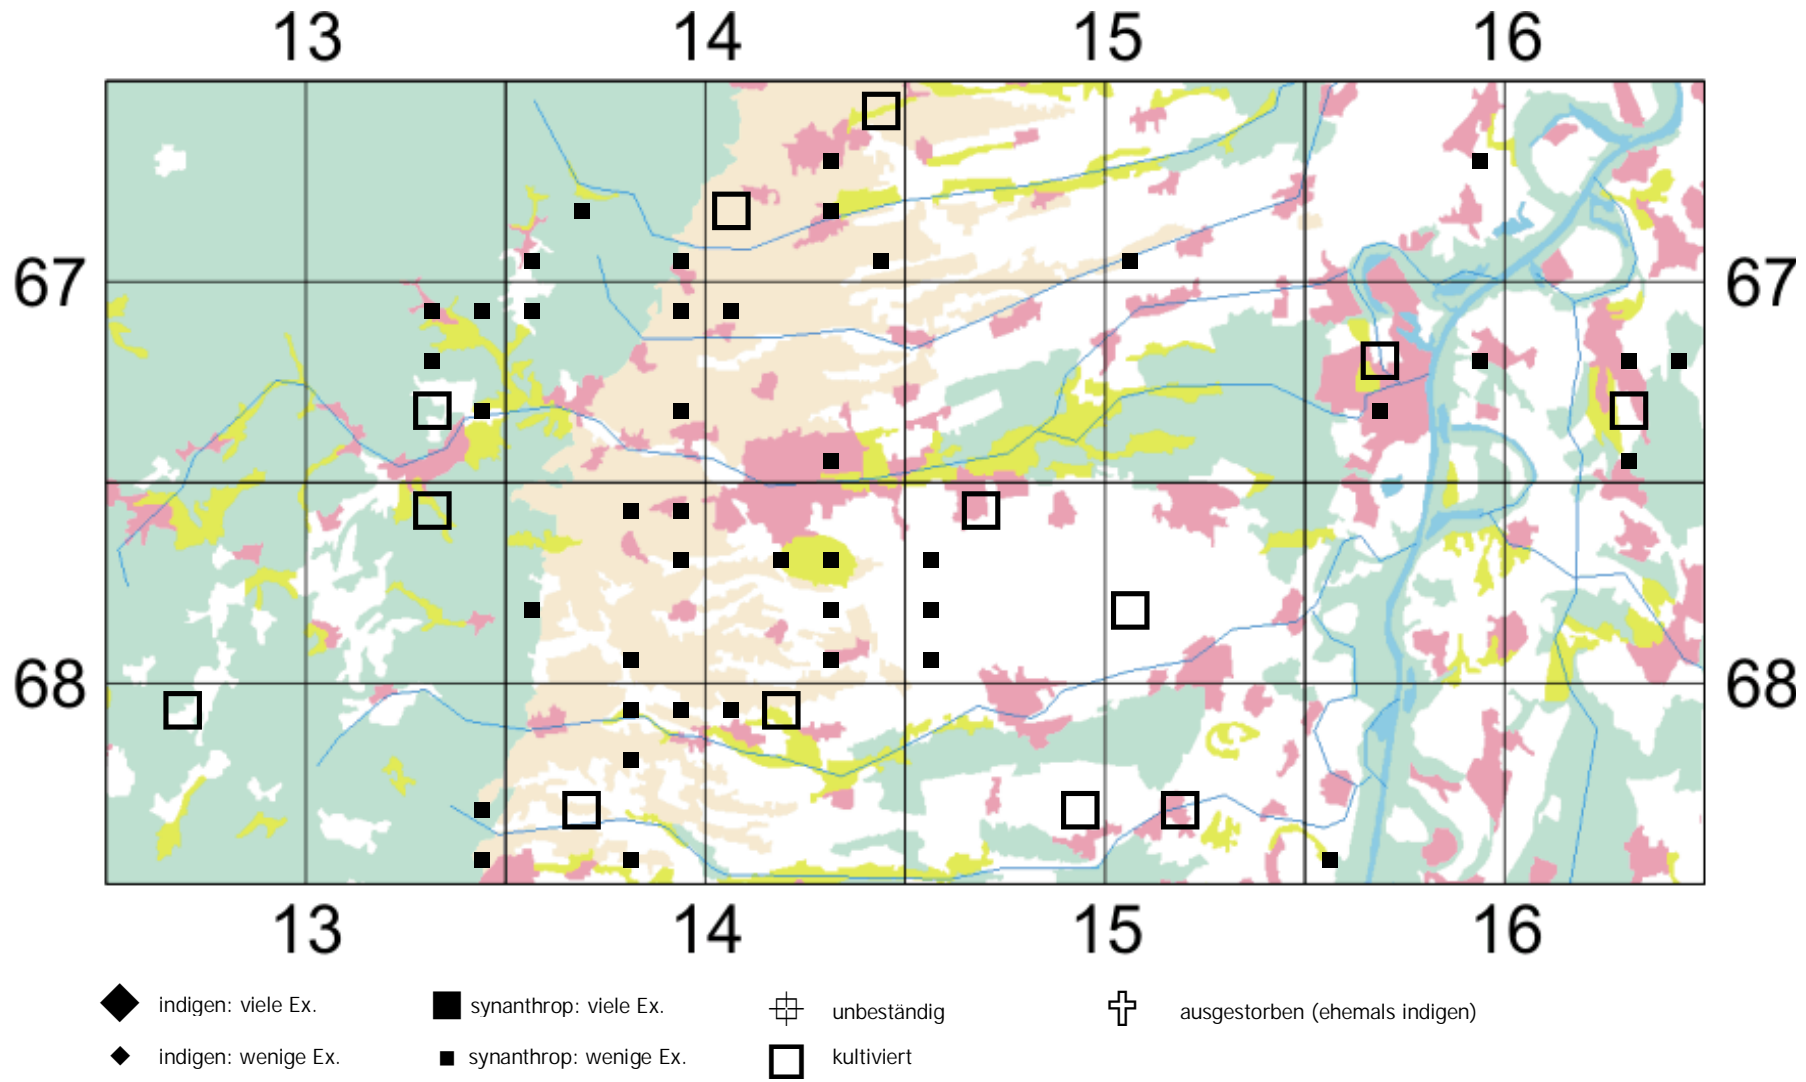 13 14 15 16
67 67
68 68
13 14 15 16
indigen: viele Ex. synanthrop: viele Ex. unbeständig ausgestorben (ehemals indigen)
indigen: wenige Ex. synanthrop: wenige Ex. kultiviert